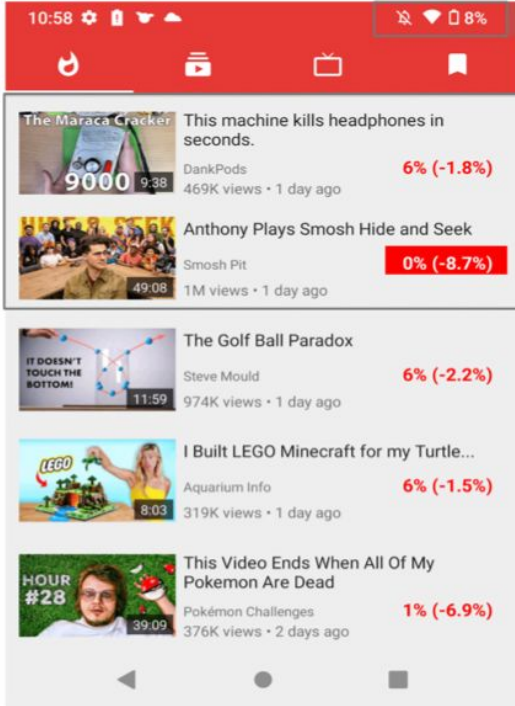 10:58 8%
The Maraca Cracker
9000 9:38
This machine kills headphones in
seconds.
DankPods
469K views • 1 day ago
6% (-1.8%)
HIDE & SEEK
49:08
Anthony Plays Smosh Hide and Seek
Smosh Pit
1M views • 1 day ago
0% (-8.7%)
IT DOESN'T
TOUCH THE
BOTTOM!
11:59
The Golf Ball Paradox
Steve Mould
974K views • 1 day ago
6% (-2.2%)
LEGO
8:03
I Built LEGO Minecraft for my Turtle...
Aquarium Info
319K views • 1 day ago
6% (-1.5%)
HOUR
#28
39:09
This Video Ends When All Of My
Pokemon Are Dead
Pokémon Challenges
376K views • 2 days ago
1% (-6.9%)